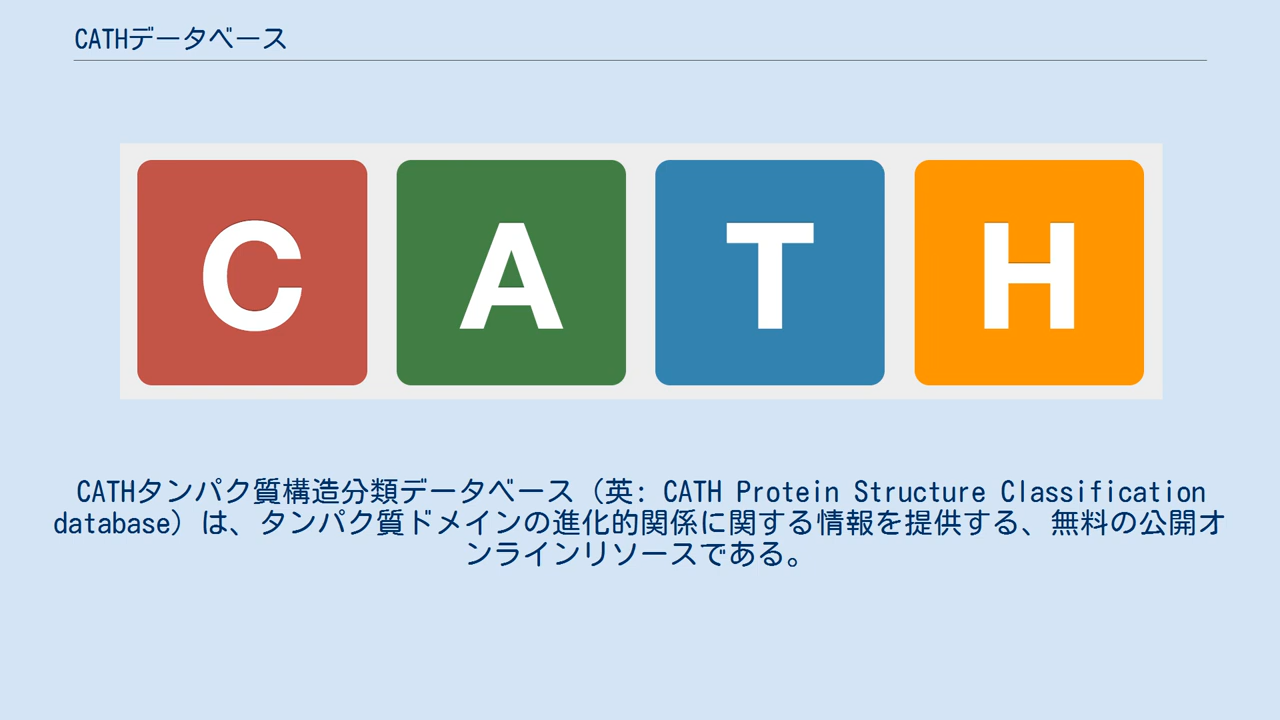 CATHデータベース
C A T H
CATHタンパク質構造分類データベース（英: CATH Protein Structure Classification
database）は、タンパク質ドメインの進化的関係に関する情報を提供する、無料の公開オ
ンラインリソースである。